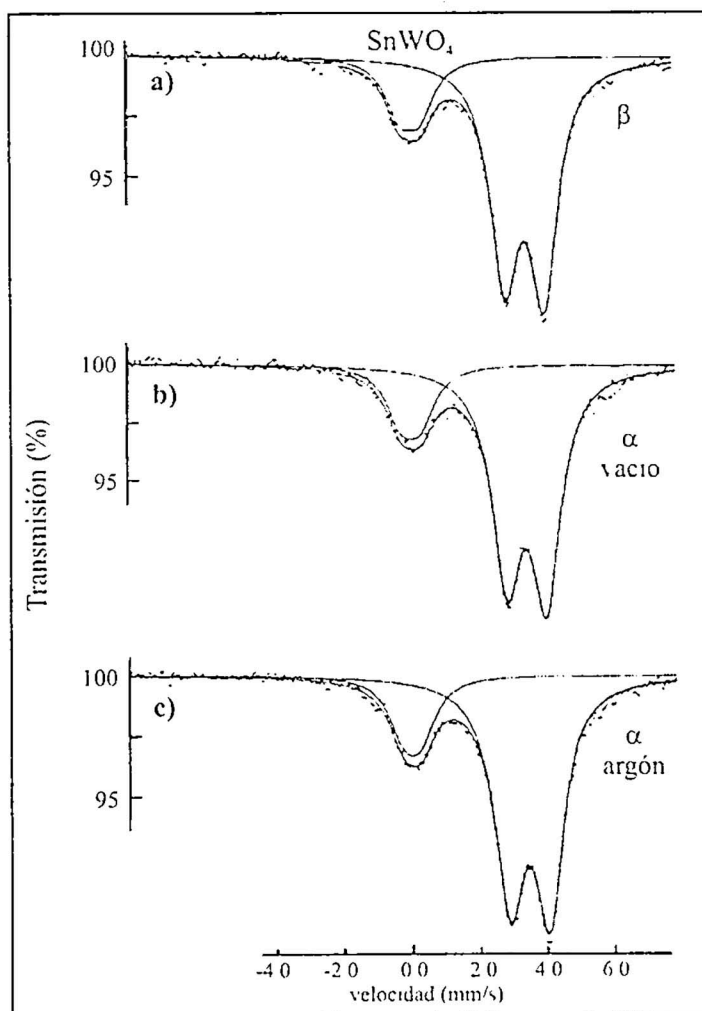 SnWO₄
100
a)
β
95
100
b)
α
vacio
95
Transmisión (%)
100
c)
α
argón
95
-4 0 -2 0 0 0 2 0 4 0 6 0
velocidad (mm/s)